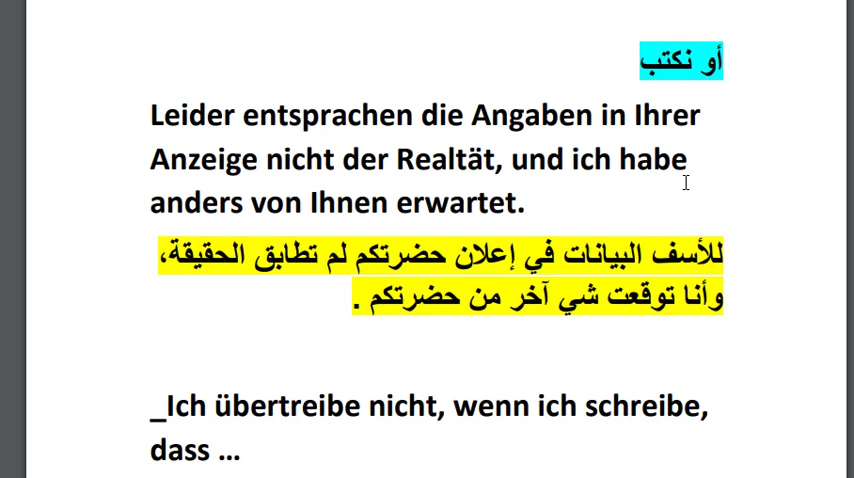 أو نكتب
Leider entsprachen die Angaben in Ihrer
Anzeige nicht der Realtät, und ich habe
anders von Ihnen erwartet.
للأسف البيانات في إعلان حضرتكم لم تطابق الحقيقة،
وأنا توقعت شي آخر من حضرتكم .
_Ich übertreibe nicht, wenn ich schreibe,
dass ...